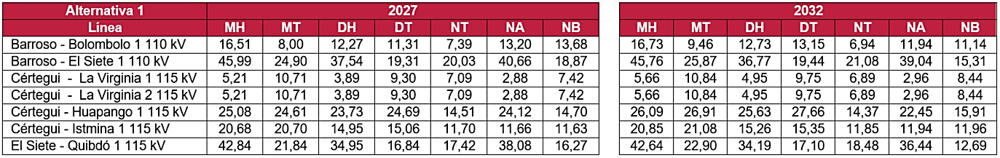 Alternativa 1 2027 2032
Línea MH MT DH DT NT NA NB MH MT DH DT NT NA NB
Barroso - Bolombolo 1 110 kV 16,51 8,00 12,27 11,31 7,39 13,20 13,68 16,73 9,46 12,73 13,15 6,94 11,94 11,14
Barroso - El Siete 1 110 kV 45,99 24,90 37,54 19,31 20,03 40,66 18,87 45,76 25,87 36,77 19,44 21,08 39,04 15,31
Cértegui - La Virginia 1 115 kV 5,21 10,71 3,89 9,30 7,09 2,88 7,42 5,66 10,84 4,95 9,75 6,89 2,96 8,44
Cértegui - La Virginia 2 115 kV 5,21 10,71 3,89 9,30 7,09 2,88 7,42 5,66 10,84 4,95 9,75 6,89 2,96 8,44
Cértegui - Huapango 1 115 kV 25,08 24,61 23,73 24,69 14,51 24,12 14,70 26,09 26,91 25,63 27,66 14,37 22,45 15,91
Cértegui - Istmina 1 115 kV 20,68 20,70 14,95 15,06 11,70 11,66 11,63 20,85 21,08 15,26 15,35 11,85 11,94 11,96
El Siete - Quibdó 1 115 kV 42,84 21,84 34,95 16,84 17,42 38,08 16,27 42,64 22,90 34,19 17,10 18,48 36,44 12,69